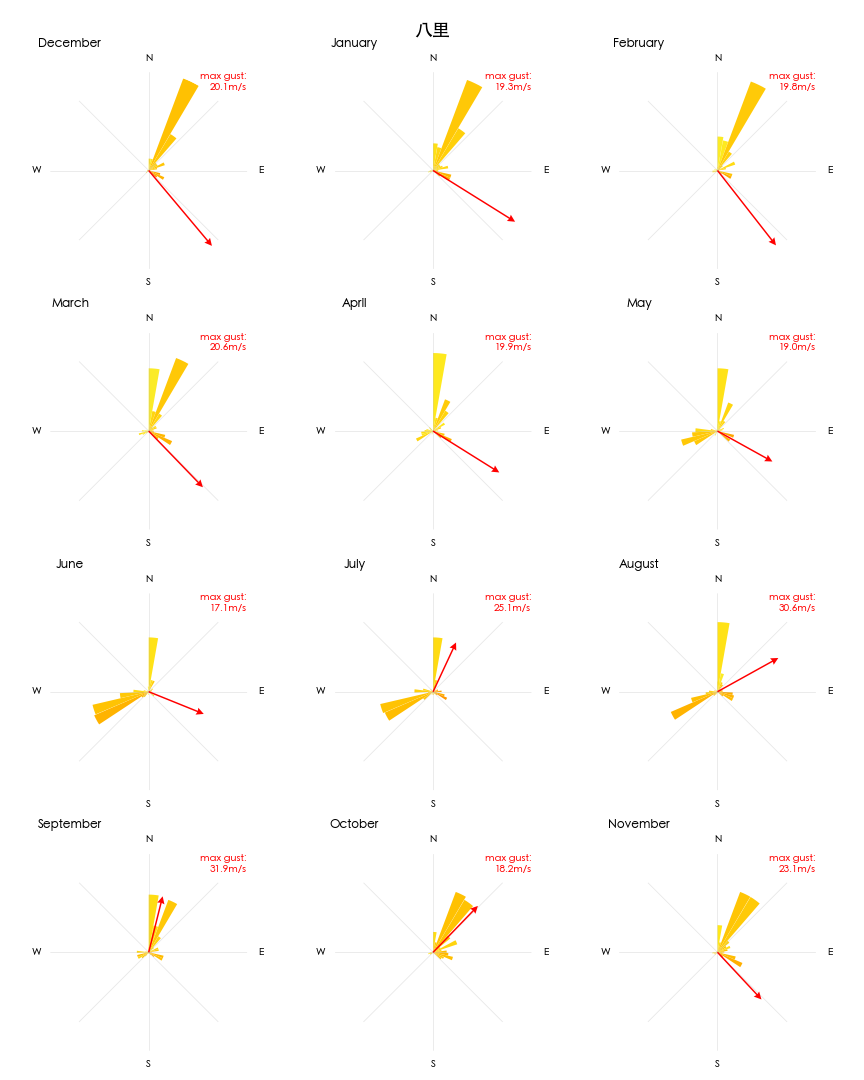 八里
December
January
February
N
max gust:
20.1m/s
W
E
S
N
max gust:
19.3m/s
W
E
S
N
max gust:
19.8m/s
W
E
S
March
April
May
N
max gust:
20.6m/s
W
E
S
N
max gust:
19.9m/s
W
E
S
N
max gust:
19.0m/s
W
E
S
June
July
August
N
max gust:
17.1m/s
W
E
S
N
max gust:
25.1m/s
W
E
S
N
max gust:
30.6m/s
W
E
S
September
October
November
N
max gust:
31.9m/s
W
E
S
N
max gust:
18.2m/s
W
E
S
N
max gust:
23.1m/s
W
E
S